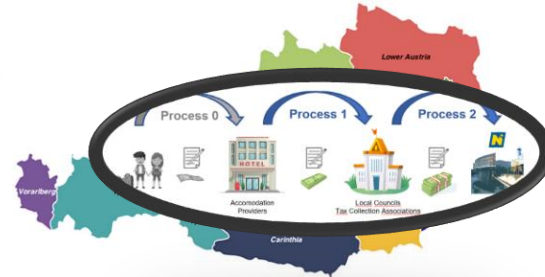 Lower Austria
Process 0
Process 1
Process 2
HOTEL
N
Accomodation
Providers
Local Councils
Tax Collection Associations
Vorarlberg
Carinthia